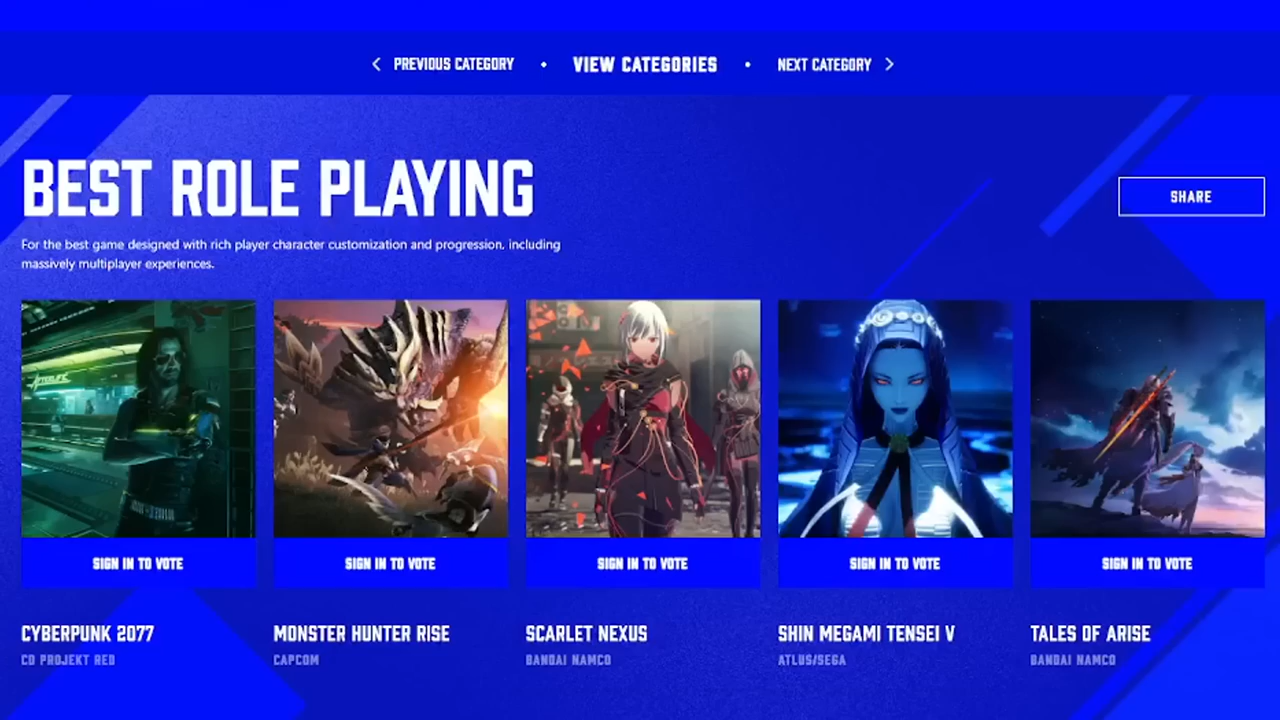 PREVIOUS CATEGORY • VIEW CATEGORIES • NEXT CATEGORY
BEST ROLE PLAYING
SHARE
For the best game designed with rich player character customization and progression, including
massively multiplayer experiences.
AFTERLIFE
SIGN IN TO VOTE
SIGN IN TO VOTE
SIGN IN TO VOTE
SIGN IN TO VOTE
SIGN IN TO VOTE
CYBERPUNK 2077
CD PROJEKT RED
MONSTER HUNTER RISE
CAPCOM
SCARLET NEXUS
BANDAI NAMCO
SHIN MEGAMI TENSEI V
ATLUS/SEGA
TALES OF ARISE
BANDAI NAMCO